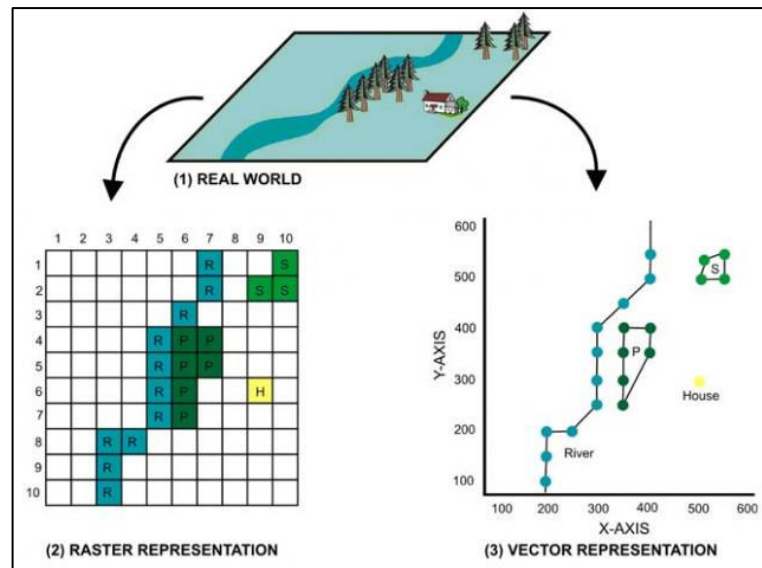 (1) REAL WORLD
1 2 3 4 5 6 7 8 9 10
1 R S
2 R S S
3 R
4 R P P
5 R P P
6 R P H
7 R P
8 R R
9 R
10 R
(2) RASTER REPRESENTATION
600
500
400
300
200
100
Y-AXIS
S
P
House
River
100 200 300 400 500 600
X-AXIS
(3) VECTOR REPRESENTATION